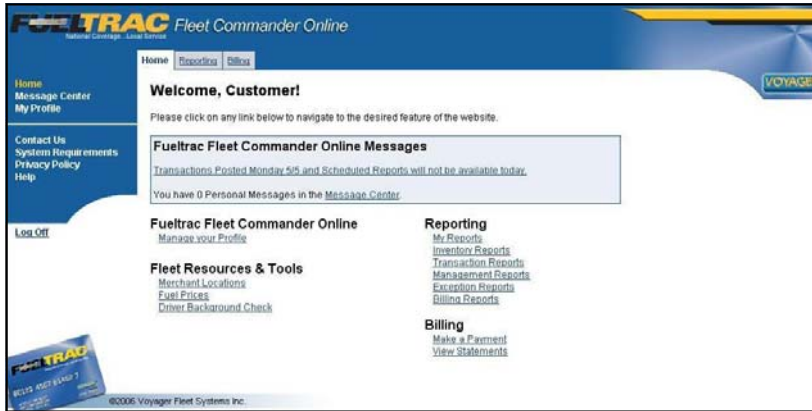 FUELTRAC Fleet Commander Online
National Coverage...Local Service
Home Reporting Billing
VOYAGER
Home
Message Center
My Profile
Contact Us
System Requirements
Privacy Policy
Help
Log Off
Welcome, Customer!
Please click on any link below to navigate to the desired feature of the website.
Fueltrac Fleet Commander Online Messages
Transactions Posted Monday 5/5 and Scheduled Reports will not be available today.
You have 0 Personal Messages in the Message Center.
Fueltrac Fleet Commander Online
Manage your Profile
Fleet Resources & Tools
Merchant Locations
Fuel Prices
Driver Background Check
Reporting
My Reports
Inventory Reports
Transaction Reports
Management Reports
Exception Reports
Billing Reports
Billing
Make a Payment
View Statements
FUELTRAC
©2006 Voyager Fleet Systems Inc.